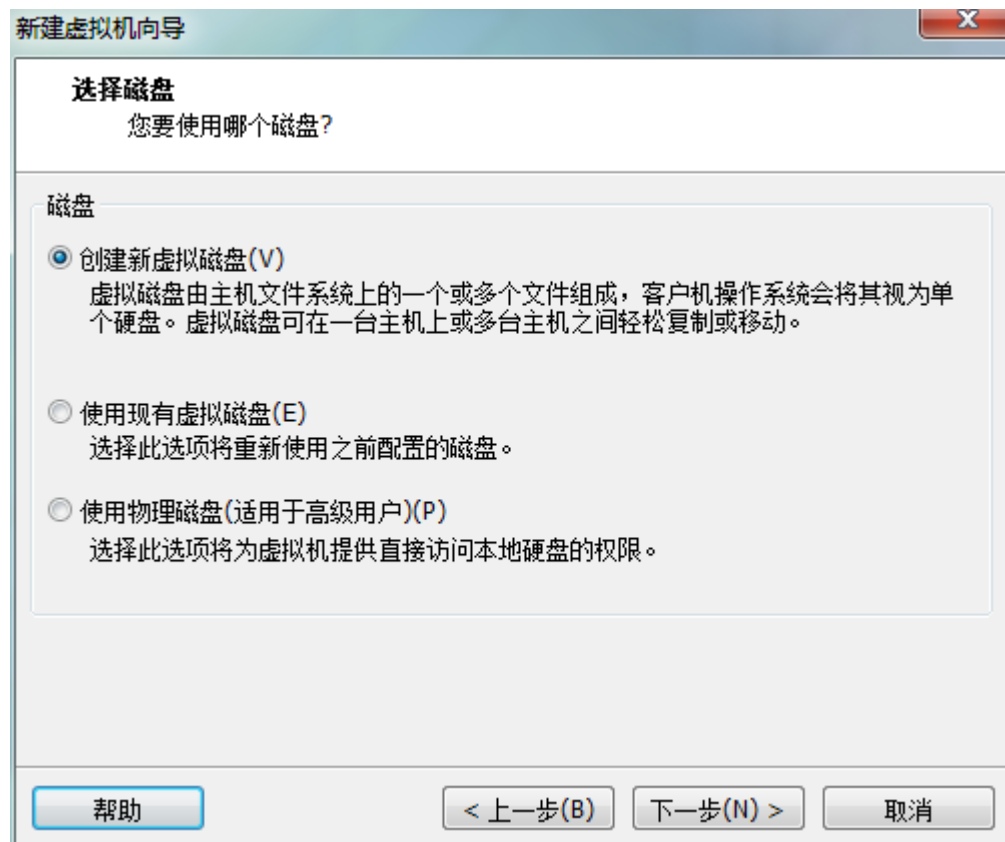 新建虚拟机向导
选择磁盘
您要使用哪个磁盘?
磁盘
创建新虚拟磁盘(V)
虚拟磁盘由主机文件系统上的一个或多个文件组成，客户机操作系统会将其视为单
个硬盘。虚拟磁盘可在一台主机上或多台主机之间轻松复制或移动。
使用现有虚拟磁盘(E)
选择此选项将重新使用之前配置的磁盘。
使用物理磁盘(适用于高级用户)(P)
选择此选项将为虚拟机提供直接访问本地硬盘的权限。
帮助
< 上一步(B)
下一步(N) >
取消